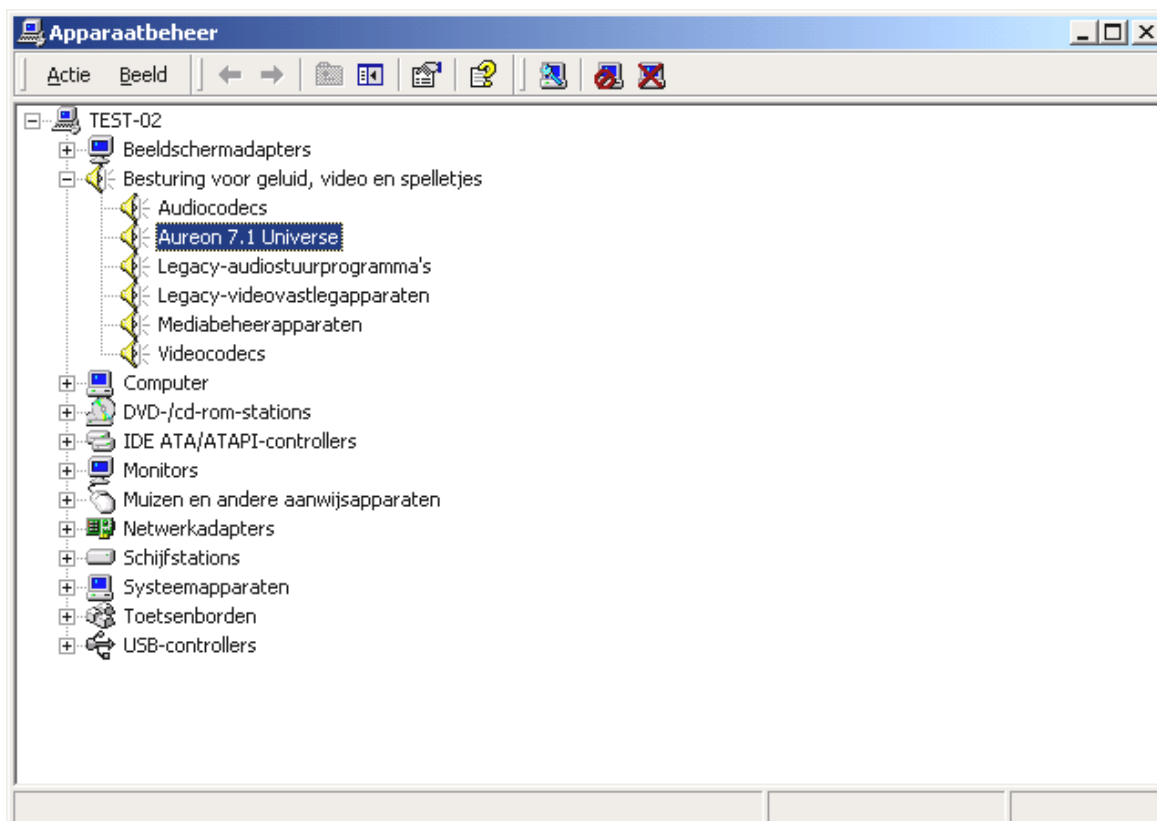 Apparaatbeheer
Actie Beeld
TEST-02
Beeldschermadapters
Besturing voor geluid, video en spelletjes
Audiocodecs
Aureon 7.1 Universe
Legacy-audiostuurprogramma's
Legacy-videovastlegapparaten
Mediabeheerapparaten
Videocodecs
Computer
DVD-/cd-rom-stations
IDE ATA/ATAPI-controllers
Monitors
Muizen en andere aanwijsapparaten
Netwerkadapters
Schijfstations
Systeemapparaten
Toetsenborden
USB-controllers